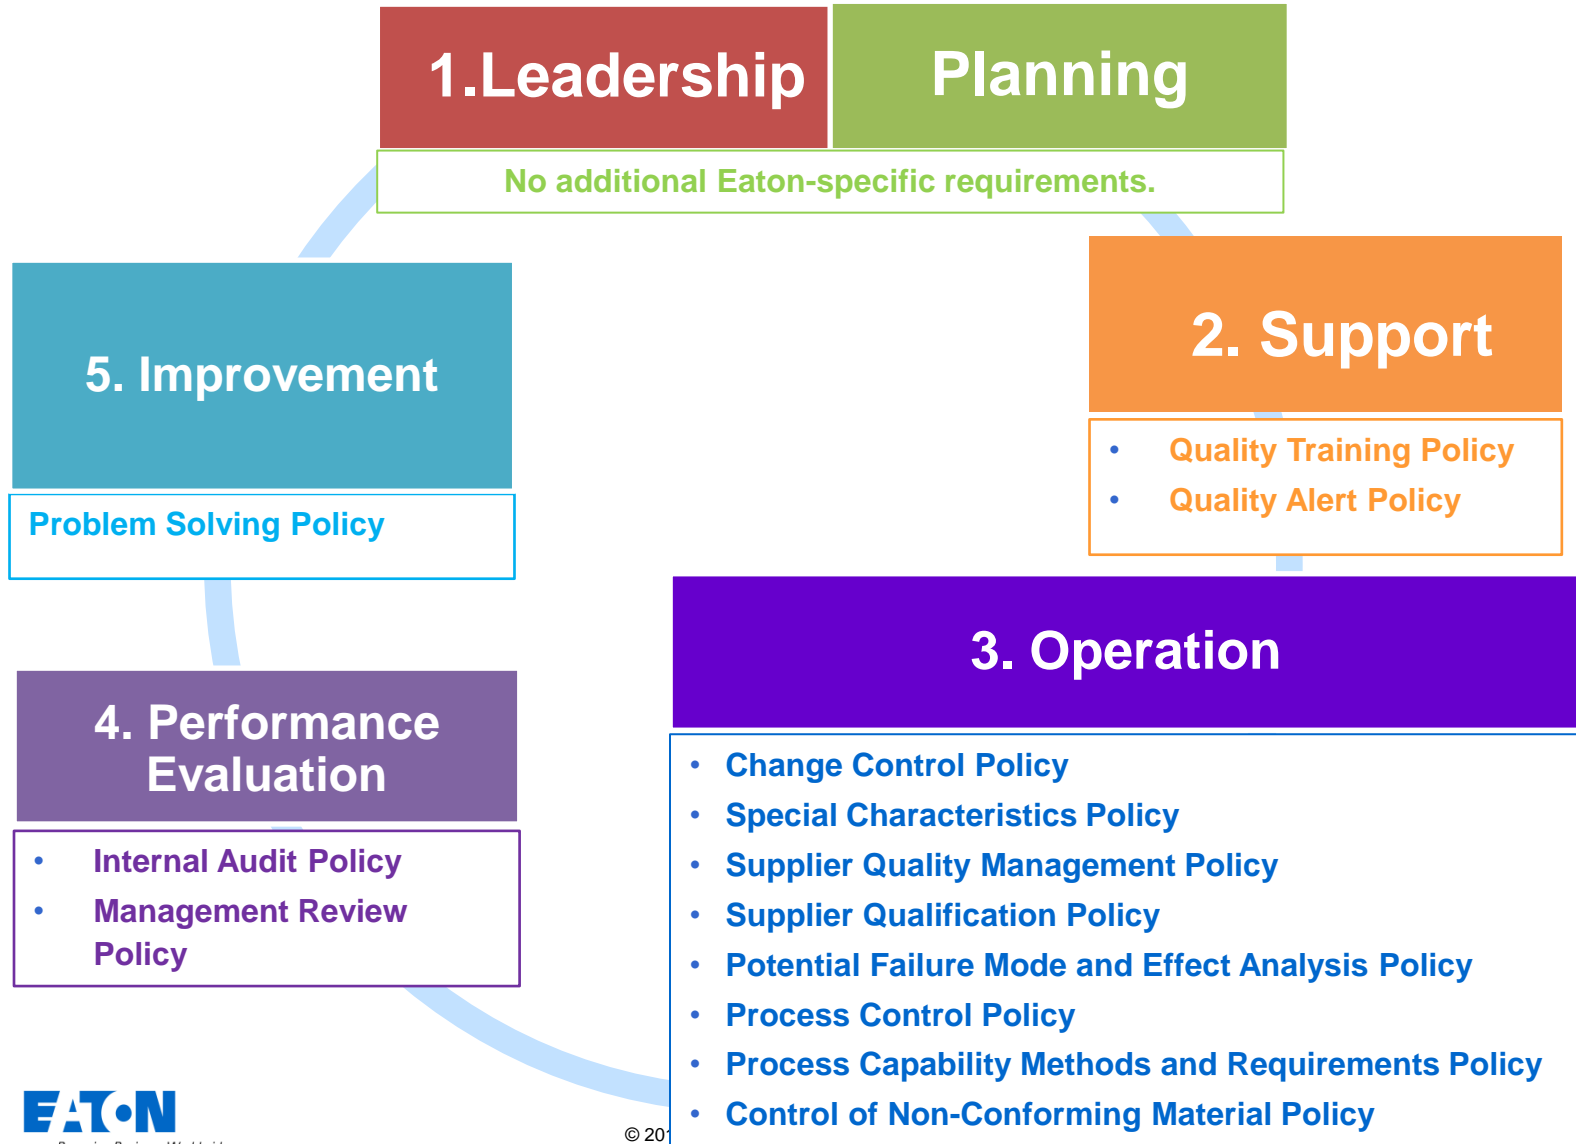 1.Leadership
Planning
No additional Eaton-specific requirements.
2. Support
• Quality Training Policy
• Quality Alert Policy
3. Operation
• Change Control Policy
• Special Characteristics Policy
• Supplier Quality Management Policy
• Supplier Qualification Policy
• Potential Failure Mode and Effect Analysis Policy
• Process Control Policy
• Process Capability Methods and Requirements Policy
• Control of Non-Conforming Material Policy
4. Performance
Evaluation
• Internal Audit Policy
• Management Review
Policy
5. Improvement
Problem Solving Policy
EATON
© 201